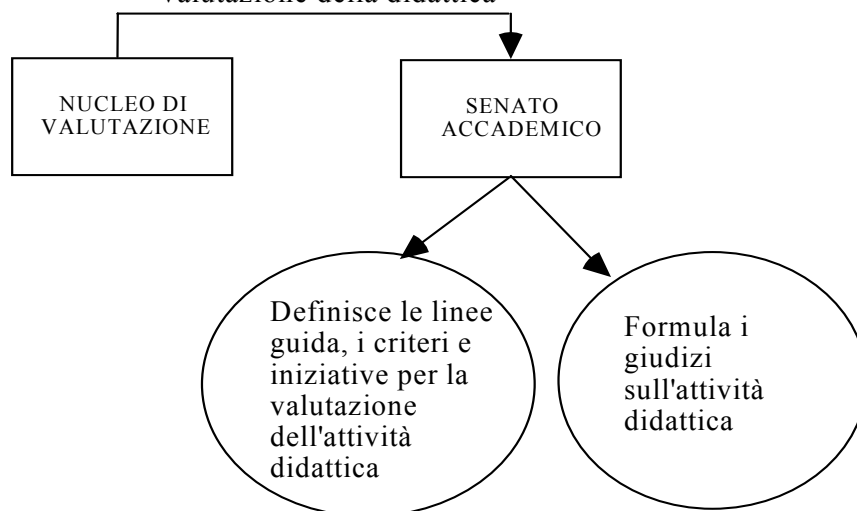 valutazione della didattica
NUCLEO DI
VALUTAZIONE
SENATO
ACCADEMICO
Definisce le linee
guida, i criteri e
iniziative per la
valutazione
dell'attività
didattica
Formula i
giudizi
sull'attività
didattica